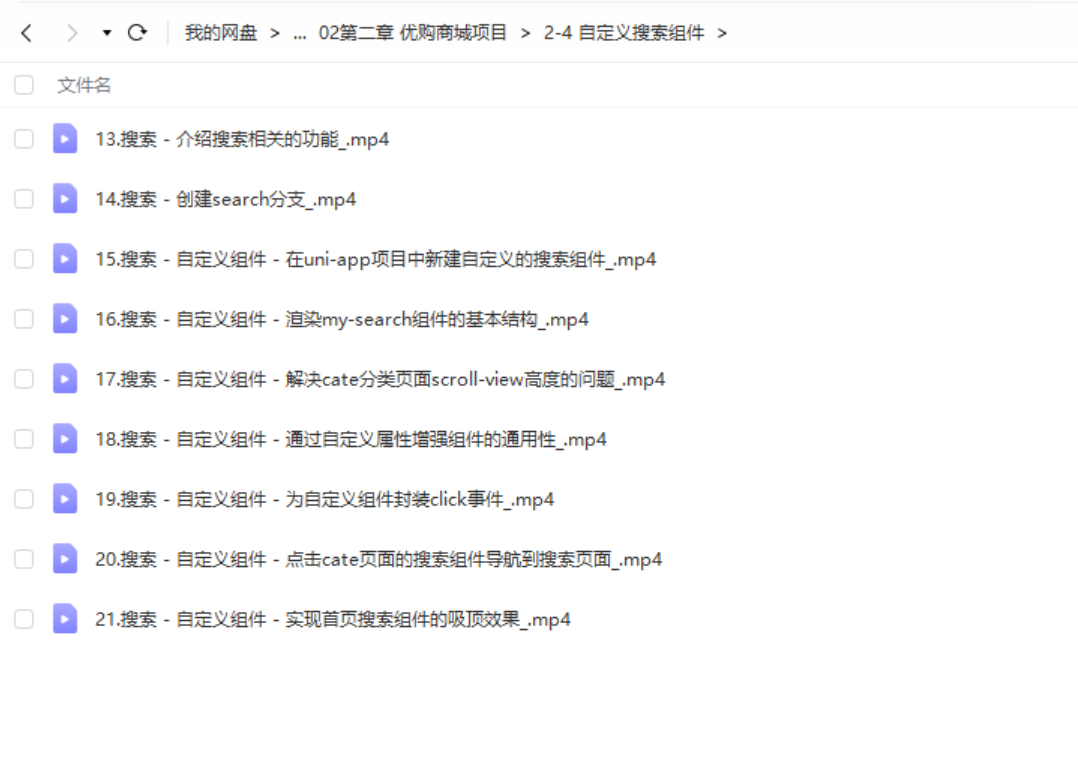 我的网盘 > ... 02第二章 优购商城项目 > 2-4 自定义搜索组件 >
文件名
13.搜索 - 介绍搜索相关的功能_.mp4
14.搜索 - 创建search分支_.mp4
15.搜索 - 自定义组件 - 在uni-app项目中新建自定义的搜索组件_.mp4
16.搜索 - 自定义组件 - 渲染my-search组件的基本结构_.mp4
17.搜索 - 自定义组件 - 解决cate分类页面scroll-view高度的问题_.mp4
18.搜索 - 自定义组件 - 通过自定义属性增强组件的通用性_.mp4
19.搜索 - 自定义组件 - 为自定义组件封装click事件_.mp4
20.搜索 - 自定义组件 - 点击cate页面的搜索组件导航到搜索页面_.mp4
21.搜索 - 自定义组件 - 实现首页搜索组件的吸顶效果_.mp4